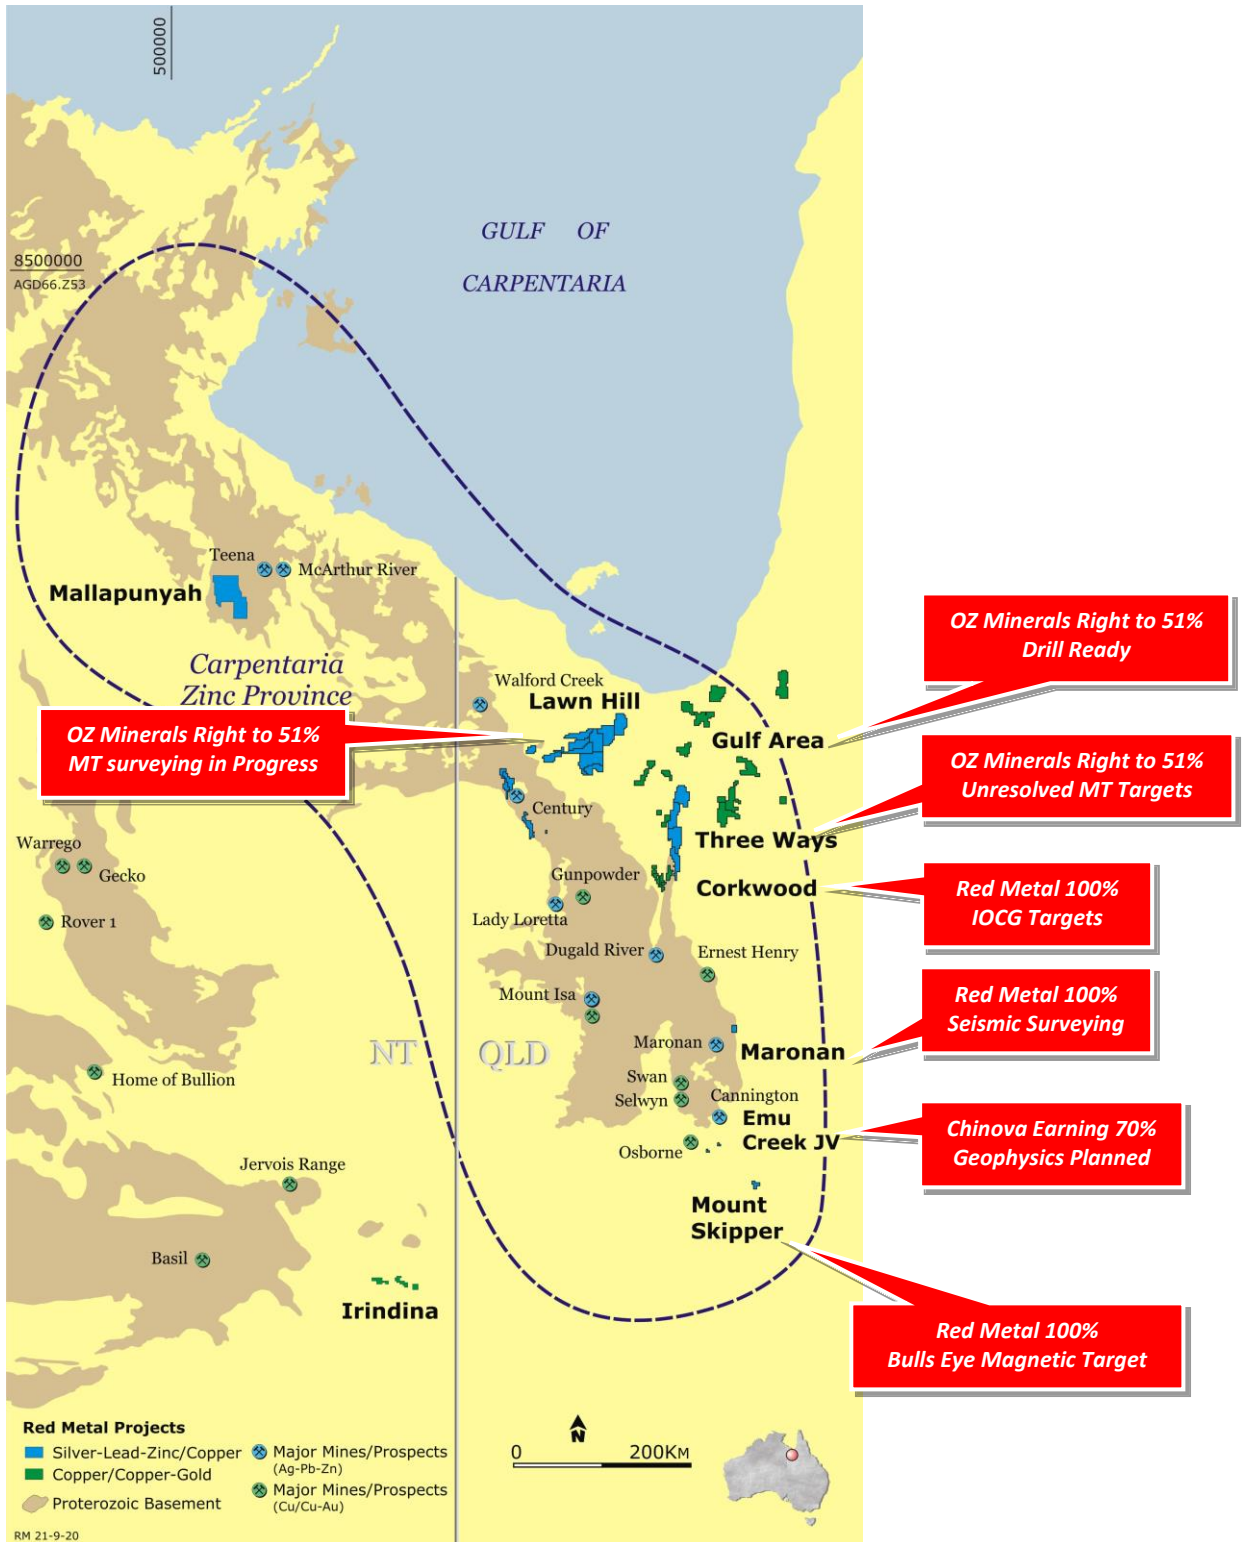 500000
GULF OF
CARPENTARIA
8500000
AGD66.Z53
Teena
McArthur River
Mallapunyah
Carpentaria
Zinc Province
Walford Creek
Lawn Hill
OZ Minerals Right to 51%
Drill Ready
OZ Minerals Right to 51%
MT surveying in Progress
Gulf Area
OZ Minerals Right to 51%
Unresolved MT Targets
Century
Three Ways
Warrego
Gecko
Gunpowder
Corkwood
Red Metal 100%
IOCG Targets
Rover 1
Lady Loretta
Dugald River
Ernest Henry
Mount Isa
Red Metal 100%
Seismic Surveying
NT
QLD
Maronan
Maronan
Home of Bullion
Swan
Selwyn
Cannington
Emu
Creek JV
Chinova Earning 70%
Geophysics Planned
Osborne
Jervois Range
Mount
Skipper
Basil
Irindina
Red Metal 100%
Bulls Eye Magnetic Target
Red Metal Projects
Silver-Lead-Zinc/Copper
Copper/Copper-Gold
Proterozoic Basement
Major Mines/Prospects
(Ag-Pb-Zn)
Major Mines/Prospects
(Cu/Cu-Au)
N
0 200KM
RM 21-9-20